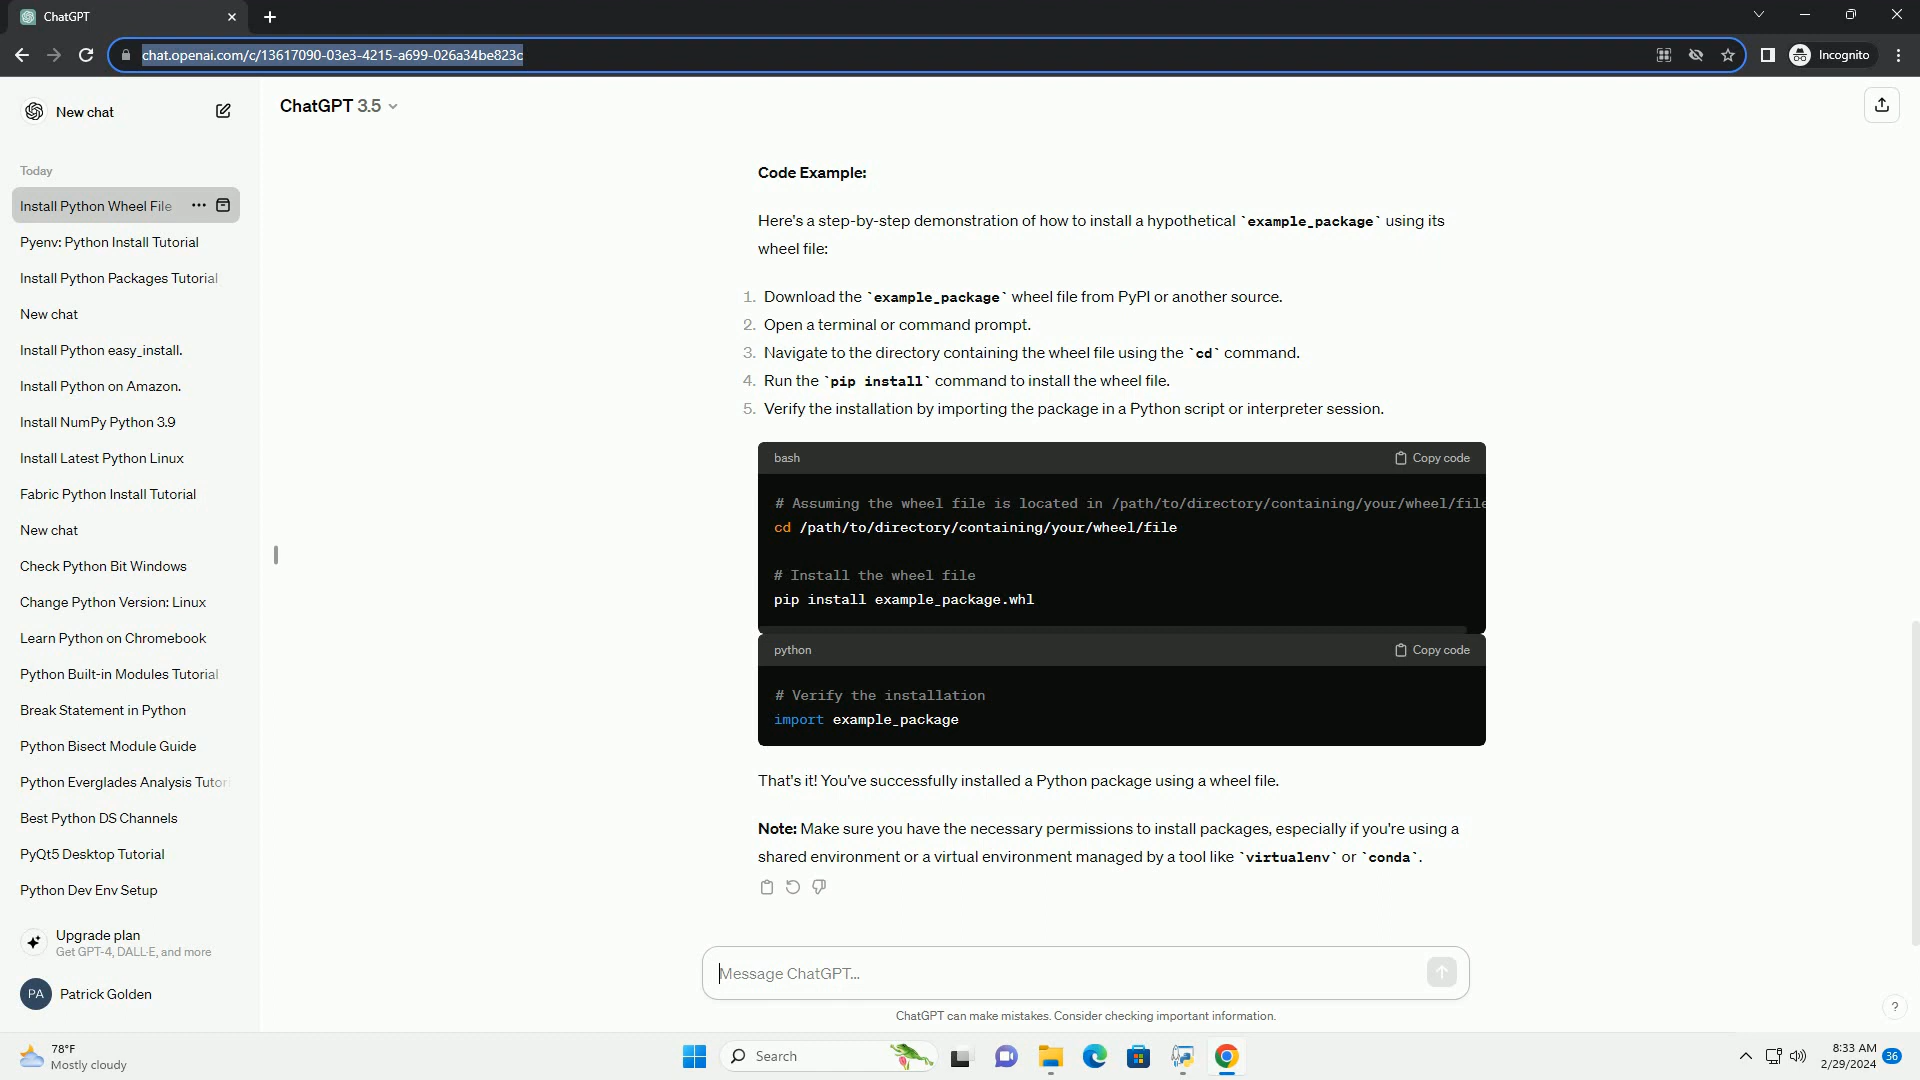 ChatGPT
chat.openai.com/c/13617090-03e3-4215-a699-026a34be823c
Incognito
New chat
Today
Install Python Wheel File
Pyenv: Python Install Tutorial
Install Python Packages Tutorial
New chat
Install Python easy_install.
Install Python on Amazon.
Install NumPy Python 3.9
Install Latest Python Linux
Fabric Python Install Tutorial
New chat
Check Python Bit Windows
Change Python Version: Linux
Learn Python on Chromebook
Python Built-in Modules Tutorial
Break Statement in Python
Python Bisect Module Guide
Python Everglades Analysis Tutor
Best Python DS Channels
PyQt5 Desktop Tutorial
Python Dev Env Setup
Upgrade plan
Get GPT-4, DALL·E, and more
PA Patrick Golden
ChatGPT 3.5
Code Example:
Here's a step-by-step demonstration of how to install a hypothetical `example_package` using its
wheel file:
1. Download the `example_package` wheel file from PyPI or another source.
2. Open a terminal or command prompt.
3. Navigate to the directory containing the wheel file using the `cd` command.
4. Run the `pip install` command to install the wheel file.
5. Verify the installation by importing the package in a Python script or interpreter session.
bash Copy code
# Assuming the wheel file is located in /path/to/directory/containing/your/wheel/file
cd /path/to/directory/containing/your/wheel/file
# Install the wheel file
pip install example_package.whl
python Copy code
# Verify the installation
import example_package
That's it! You've successfully installed a Python package using a wheel file.
Note: Make sure you have the necessary permissions to install packages, especially if you're using a
shared environment or a virtual environment managed by a tool like `virtualenv` or `conda`.
Message ChatGPT...
ChatGPT can make mistakes. Consider checking important information.
?
78°F
Mostly cloudy
Search
8:33 AM
2/29/2024
36